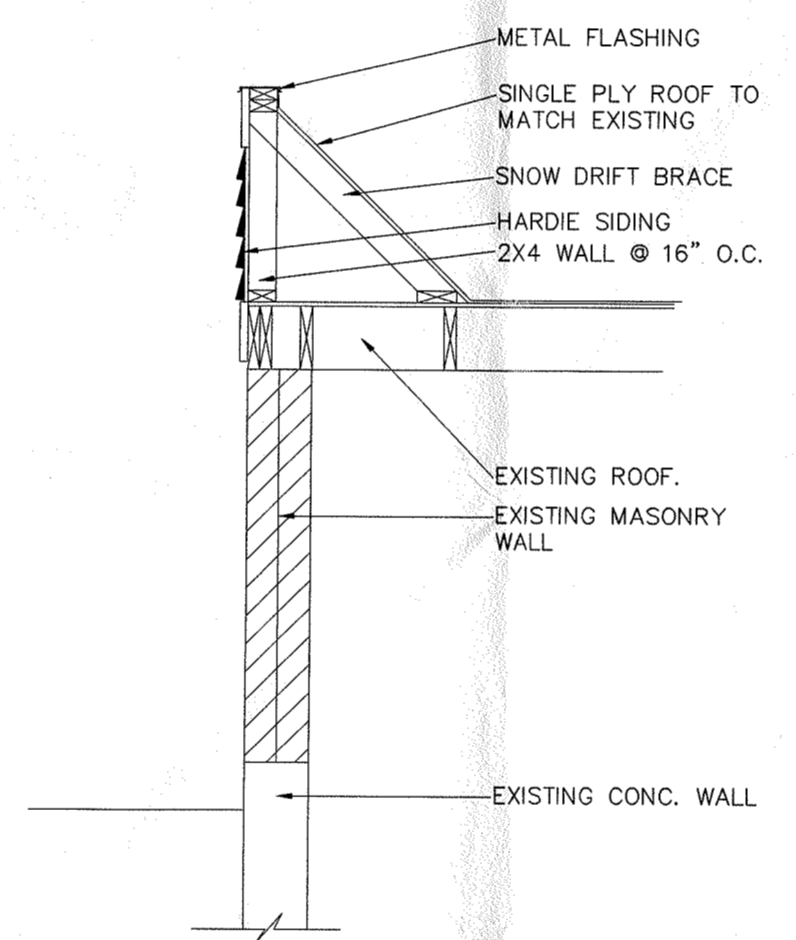 METAL FLASHING
SINGLE PLY ROOF TO
MATCH EXISTING
SNOW DRIFT BRACE
HARDIE SIDING
2X4 WALL @ 16" O.C.
EXISTING ROOF.
EXISTING MASONRY
WALL
EXISTING CONC. WALL